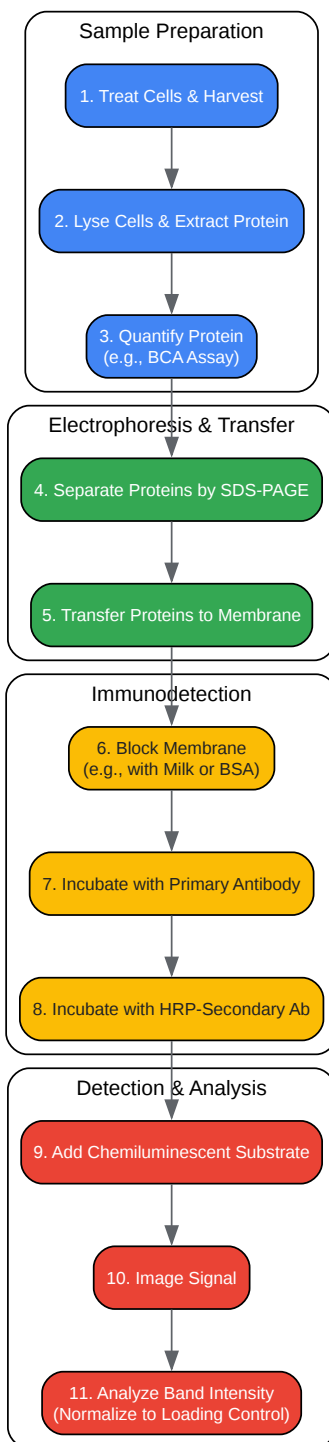 Sample Preparation
1. Treat Cells & Harvest
2. Lyse Cells & Extract Protein
3. Quantify Protein
(e.g., BCA Assay)
Electrophoresis & Transfer
4. Separate Proteins by SDS-PAGE
5. Transfer Proteins to Membrane
Immunodetection
6. Block Membrane
(e.g., with Milk or BSA)
7. Incubate with Primary Antibody
8. Incubate with HRP-Secondary Ab
Detection & Analysis
9. Add Chemiluminescent Substrate
10. Image Signal
11. Analyze Band Intensity
(Normalize to Loading Control)